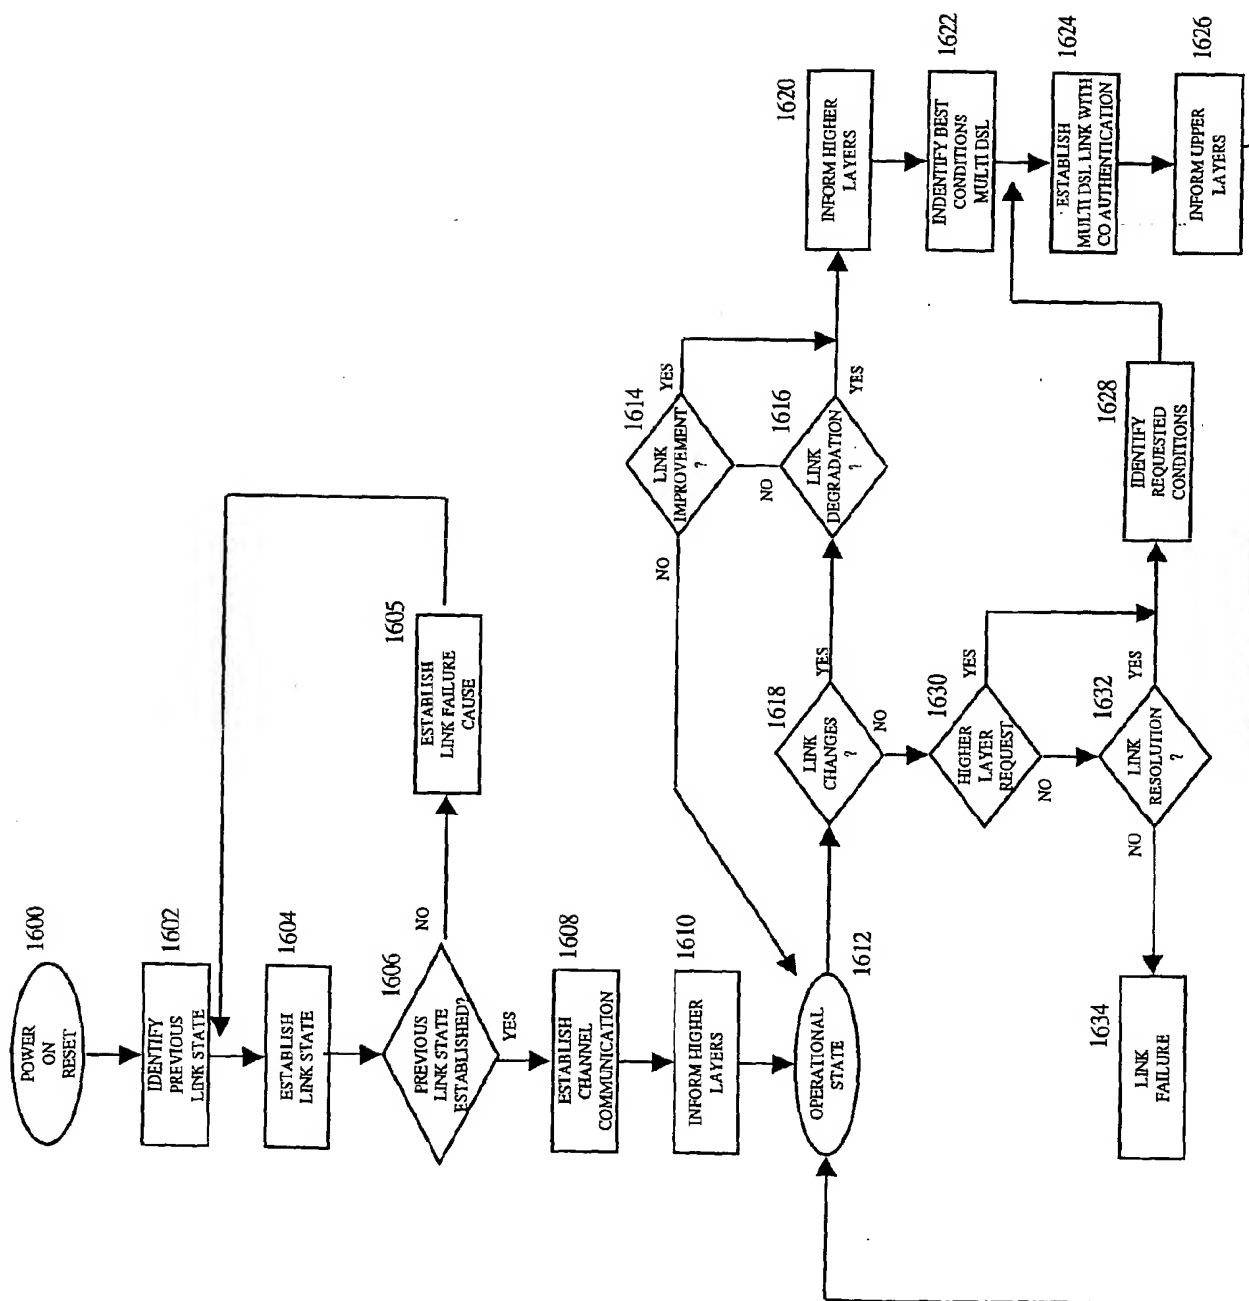 1600
POWER
ON
RESET
1602
IDENTIFY
PREVIOUS
LINK STATE
1604
ESTABLISH
LINK STATE
1606
PREVIOUS
LINK STATE
ESTABLISHED?
NO
YES
1605
ESTABLISH
LINK FAILURE
CAUSE
1608
ESTABLISH
CHANNEL
COMMUNICATION
1610
INFORM HIGHER
LAYERS
1612
OPERATIONAL
STATE
1618
LINK
CHANGES
?
YES
NO
1614
LINK
IMPROVEMENT
?
YES
NO
1616
LINK
DEGRADATION
?
YES
NO
1620
INFORM HIGHER
LAYERS
1622
INDENTIFY BEST
CONDITIONS
MULTI DSL
1624
ESTABLISH
MULTI DSL LINK WITH
CO AUTHENTICATION
1626
INFORM UPPER
LAYERS
1630
HIGHER
LAYER
REQUEST
YES
NO
1632
LINK
RESOLUTION
?
YES
NO
1628
IDENTIFY
REQUESTED
CONDITIONS
1634
LINK
FAILURE